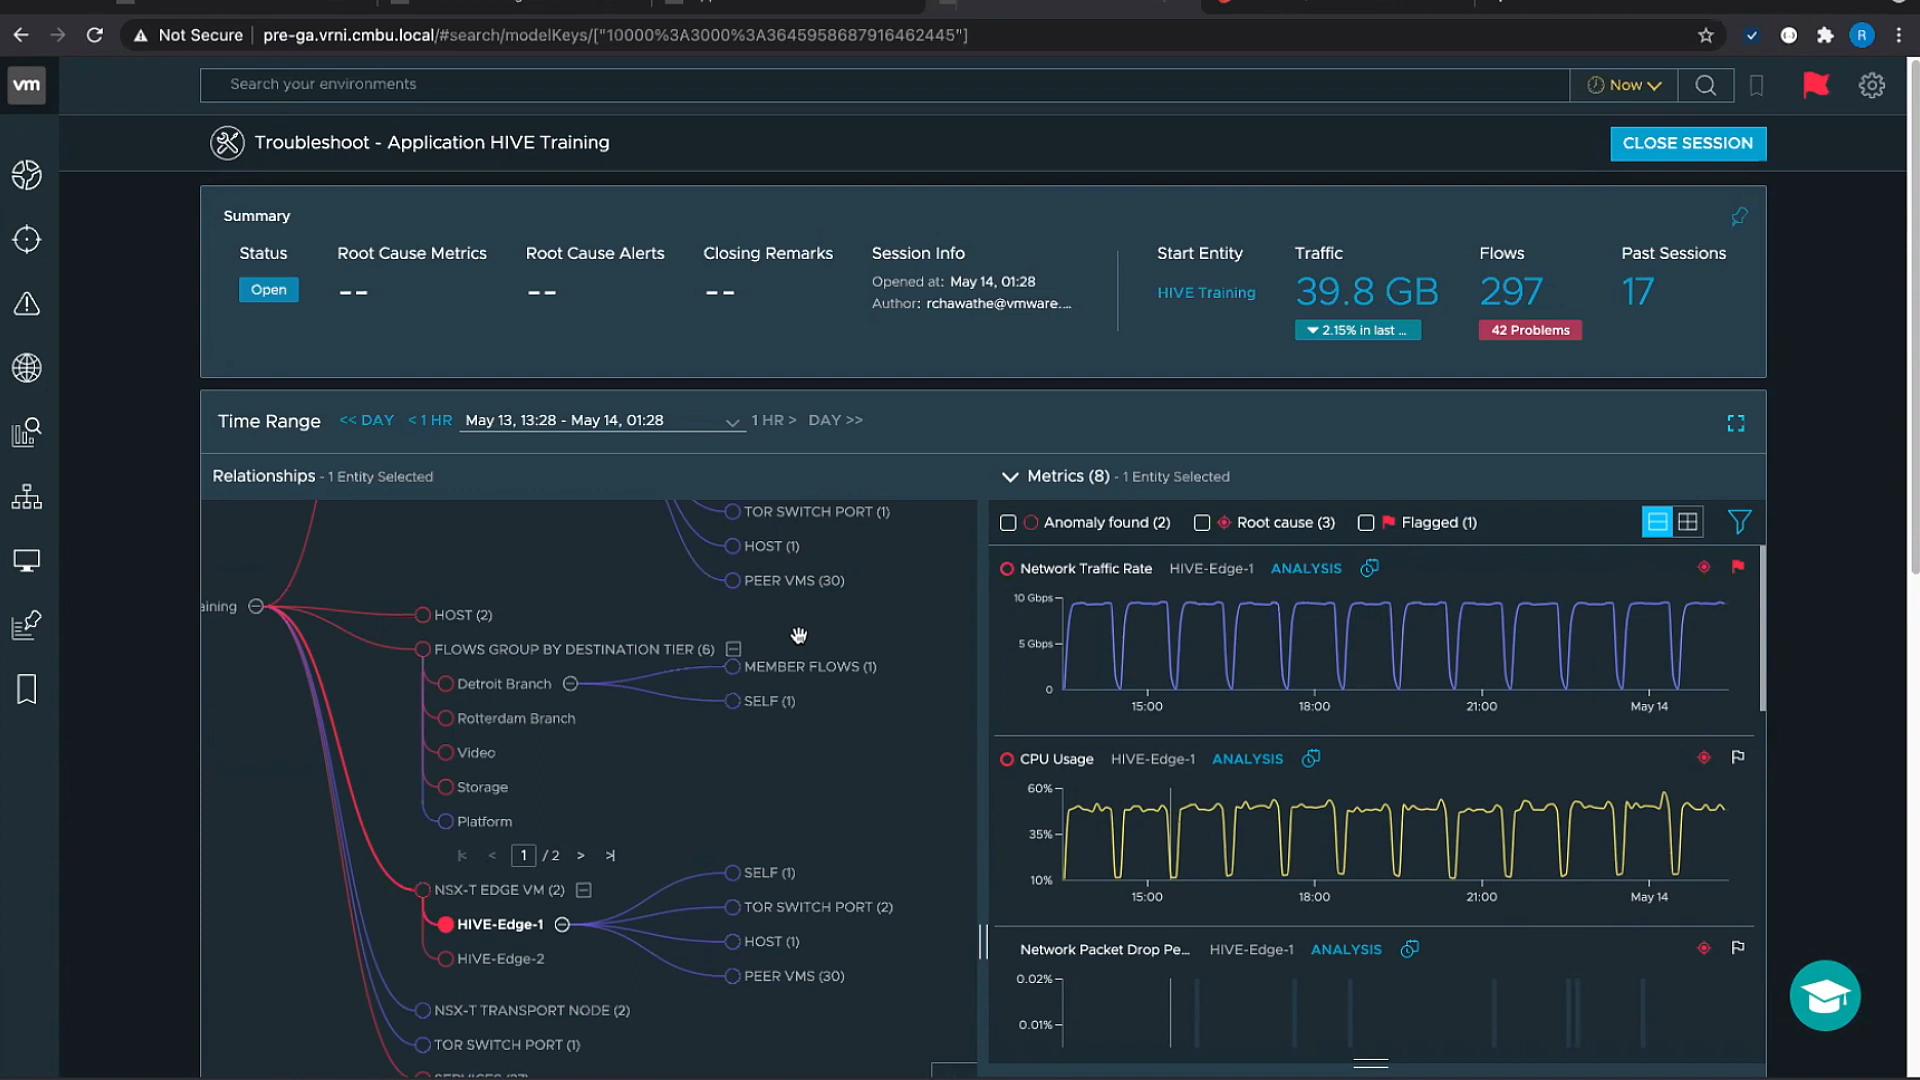 Not Secure
pre-ga.vrni.cmbu.local/#search/modelKeys/["10000%3A3000%3A3645958687916462445"]
R
vm
Search your environments
Now
Troubleshoot - Application HIVE Training
CLOSE SESSION
Summary
Status
Root Cause Metrics
Root Cause Alerts
Closing Remarks
Session Info
Start Entity
Traffic
Flows
Past Sessions
Open
--
--
--
Opened at: May 14, 01:28
Author: rchawathe@vmware....
HIVE Training
39.8 GB
297
17
2.15% in last ...
42 Problems
Time Range
<< DAY
< 1 HR
May 13, 13:28 - May 14, 01:28
1 HR >
DAY >>
Relationships - 1 Entity Selected
Metrics (8) - 1 Entity Selected
TOR SWITCH PORT (1)
HOST (1)
PEER VMS (30)
aining
HOST (2)
FLOWS GROUP BY DESTINATION TIER (6)
MEMBER FLOWS (1)
Detroit Branch
SELF (1)
Rotterdam Branch
Video
Storage
Platform
1 / 2
SELF (1)
NSX-T EDGE VM (2)
TOR SWITCH PORT (2)
HIVE-Edge-1
HOST (1)
HIVE-Edge-2
PEER VMS (30)
NSX-T TRANSPORT NODE (2)
TOR SWITCH PORT (1)
Anomaly found (2)
Root cause (3)
Flagged (1)
Network Traffic Rate
HIVE-Edge-1
ANALYSIS
10 Gbps
5 Gbps
0
15:00
18:00
21:00
May 14
CPU Usage
HIVE-Edge-1
ANALYSIS
60%
35%
10%
15:00
18:00
21:00
May 14
Network Packet Drop Pe...
HIVE-Edge-1
ANALYSIS
0.02%
0.01%